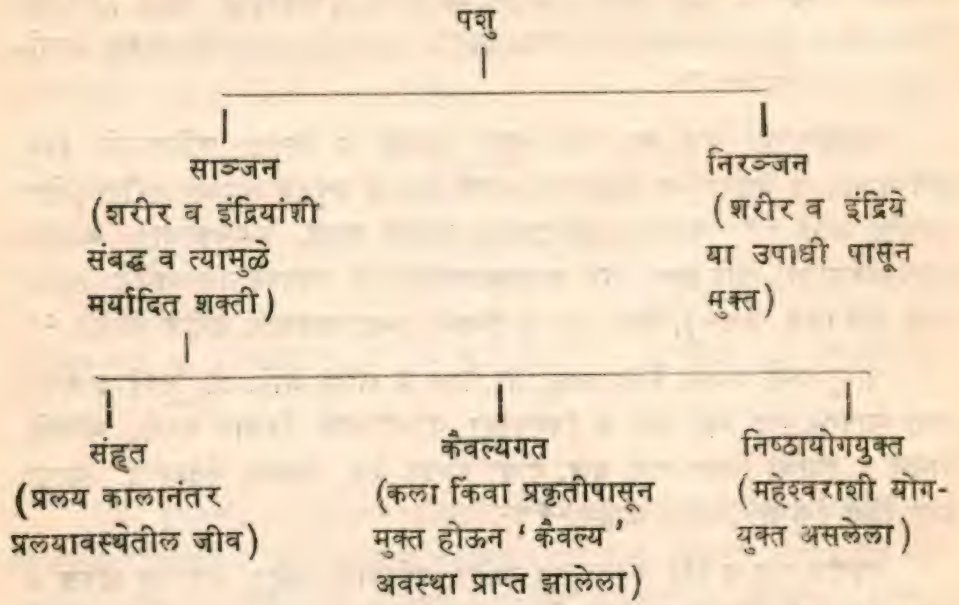 पशु
साञ्जन
(शरीर व इंद्रियांशी
संबद्ध व त्यामुळे
मर्यादित शक्ती)
निरञ्जन
(शरीर व इंद्रिये
या उपाधी पासून
मुक्त)
संहृत
(प्रलय कालानंतर
प्रलयावस्थेतील जीव)
कैवल्यगत
(कला किंवा प्रकृतीपासून
मुक्त होऊन ' कैवल्य '
अवस्था प्राप्त झालेला)
निष्ठायोगयुक्त
(महेश्वराशी योग-
युक्त असलेला)